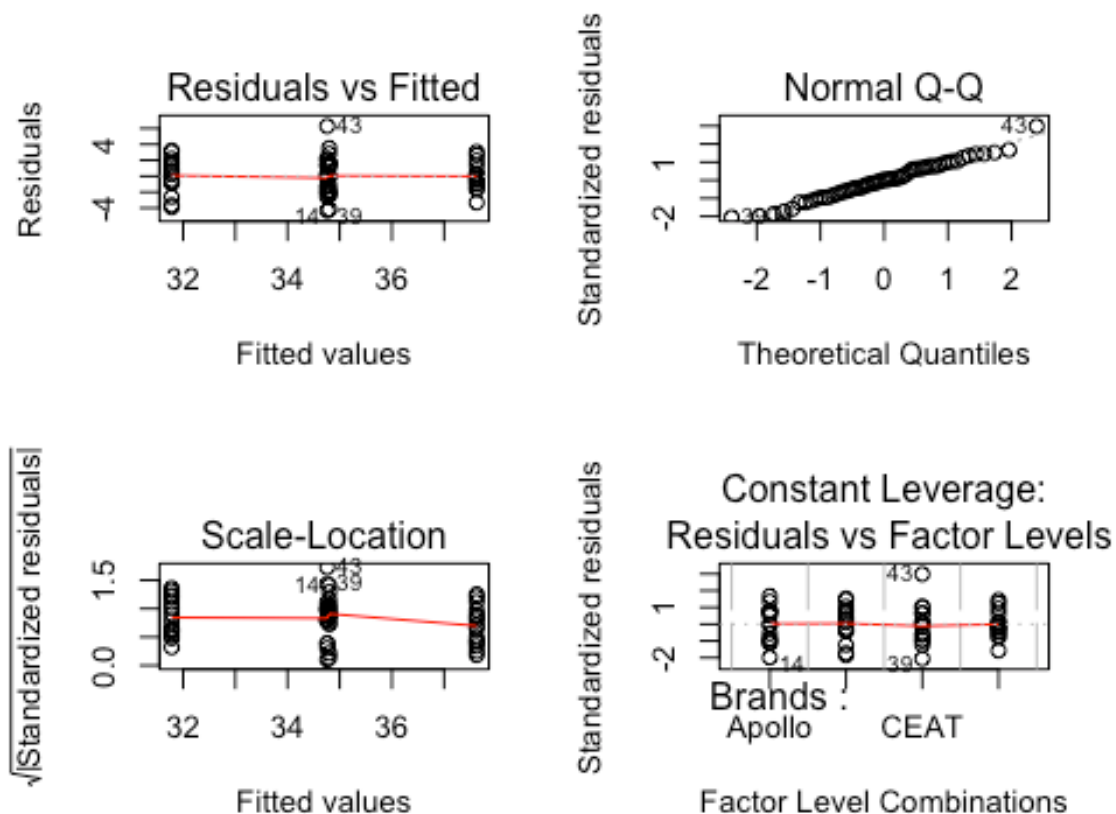 Residuals vs Fitted
Residuals
4
-4
43
14
39
32 34 36
Fitted values
Normal Q-Q
Standardized residuals
1
-2
43
-2 -1 0 1 2
Theoretical Quantiles
Scale-Location
√|Standardized residuals|
1.5
0.0
43
14
39
32 34 36
Fitted values
Constant Leverage:
Residuals vs Factor Levels
Standardized residuals
1
-2
43
14
39
Brands :
Apollo CEAT
Factor Level Combinations